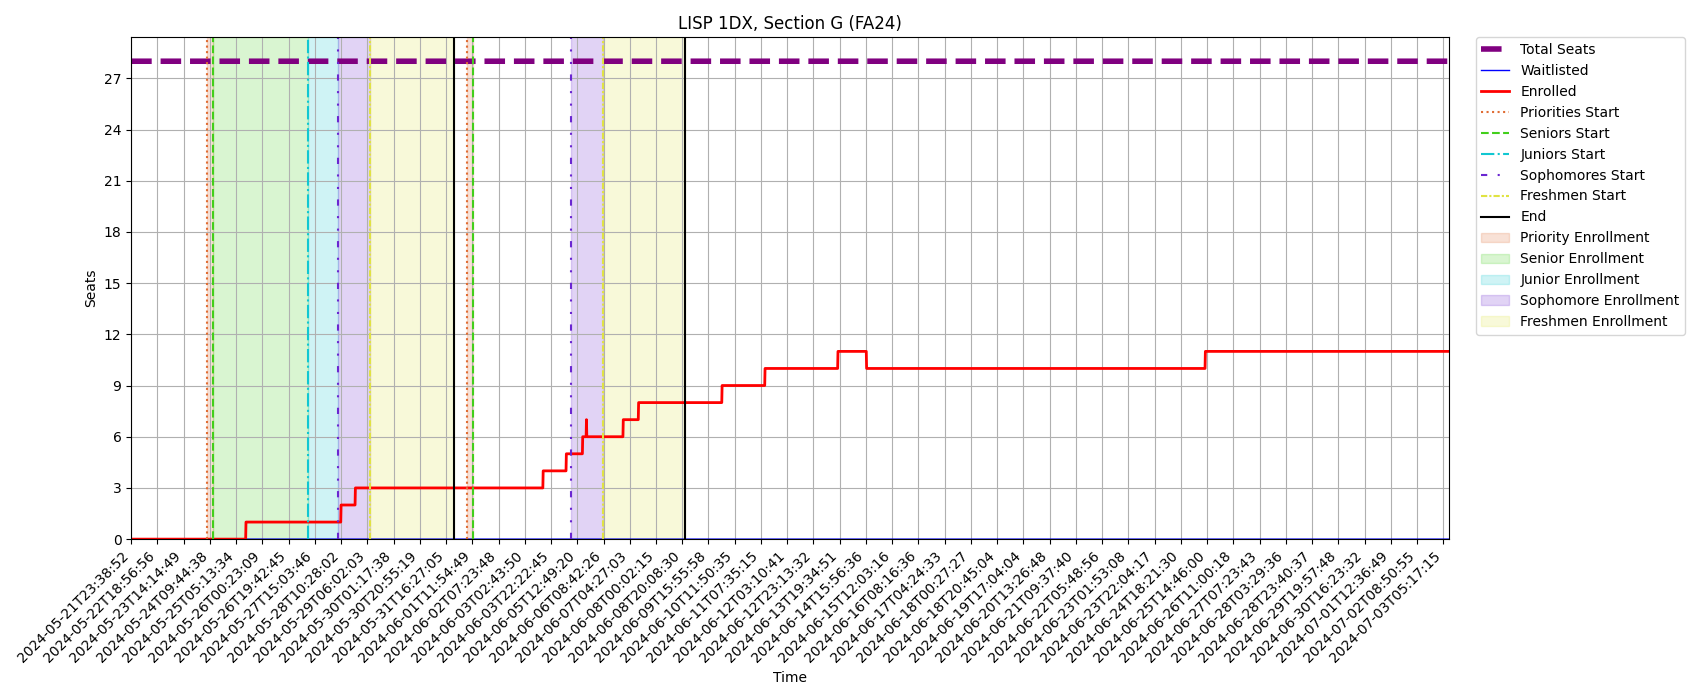 LISP 1DX, Section G (FA24)
Total Seats
Waitlisted
Enrolled
Priorities Start
Seniors Start
Juniors Start
Sophomores Start
Freshmen Start
End
Priority Enrollment
Senior Enrollment
Junior Enrollment
Sophomore Enrollment
Freshmen Enrollment
Seats
27
24
21
18
15
12
9
6
3
0
2024-05-21T23:38:52
2024-05-22T18:56:56
2024-05-23T14:14:49
2024-05-24T09:44:38
2024-05-25T05:13:34
2024-05-26T00:23:09
2024-05-26T19:42:45
2024-05-27T15:03:46
2024-05-28T10:28:02
2024-05-29T06:02:03
2024-05-30T01:17:38
2024-05-30T20:55:19
2024-05-31T16:27:05
2024-06-01T11:54:49
2024-06-02T07:23:48
2024-06-03T02:43:50
2024-06-03T22:22:45
2024-06-05T12:49:20
2024-06-06T08:42:26
2024-06-07T04:27:03
2024-06-08T00:02:15
2024-06-08T20:08:30
2024-06-09T15:55:58
2024-06-10T11:50:35
2024-06-11T07:35:15
2024-06-12T03:10:41
2024-06-12T23:13:32
2024-06-13T19:34:51
2024-06-14T15:56:36
2024-06-15T12:03:16
2024-06-16T08:16:36
2024-06-17T04:24:33
2024-06-18T00:27:27
2024-06-18T20:45:04
2024-06-19T17:04:04
2024-06-20T13:26:48
2024-06-21T09:37:40
2024-06-22T05:48:56
2024-06-23T01:53:08
2024-06-23T22:04:17
2024-06-24T18:21:30
2024-06-25T14:46:00
2024-06-26T11:00:18
2024-06-27T07:23:43
2024-06-28T03:29:36
2024-06-28T23:40:37
2024-06-29T19:57:48
2024-06-30T16:23:32
2024-07-01T12:36:49
2024-07-02T08:50:55
2024-07-03T05:17:15
Time